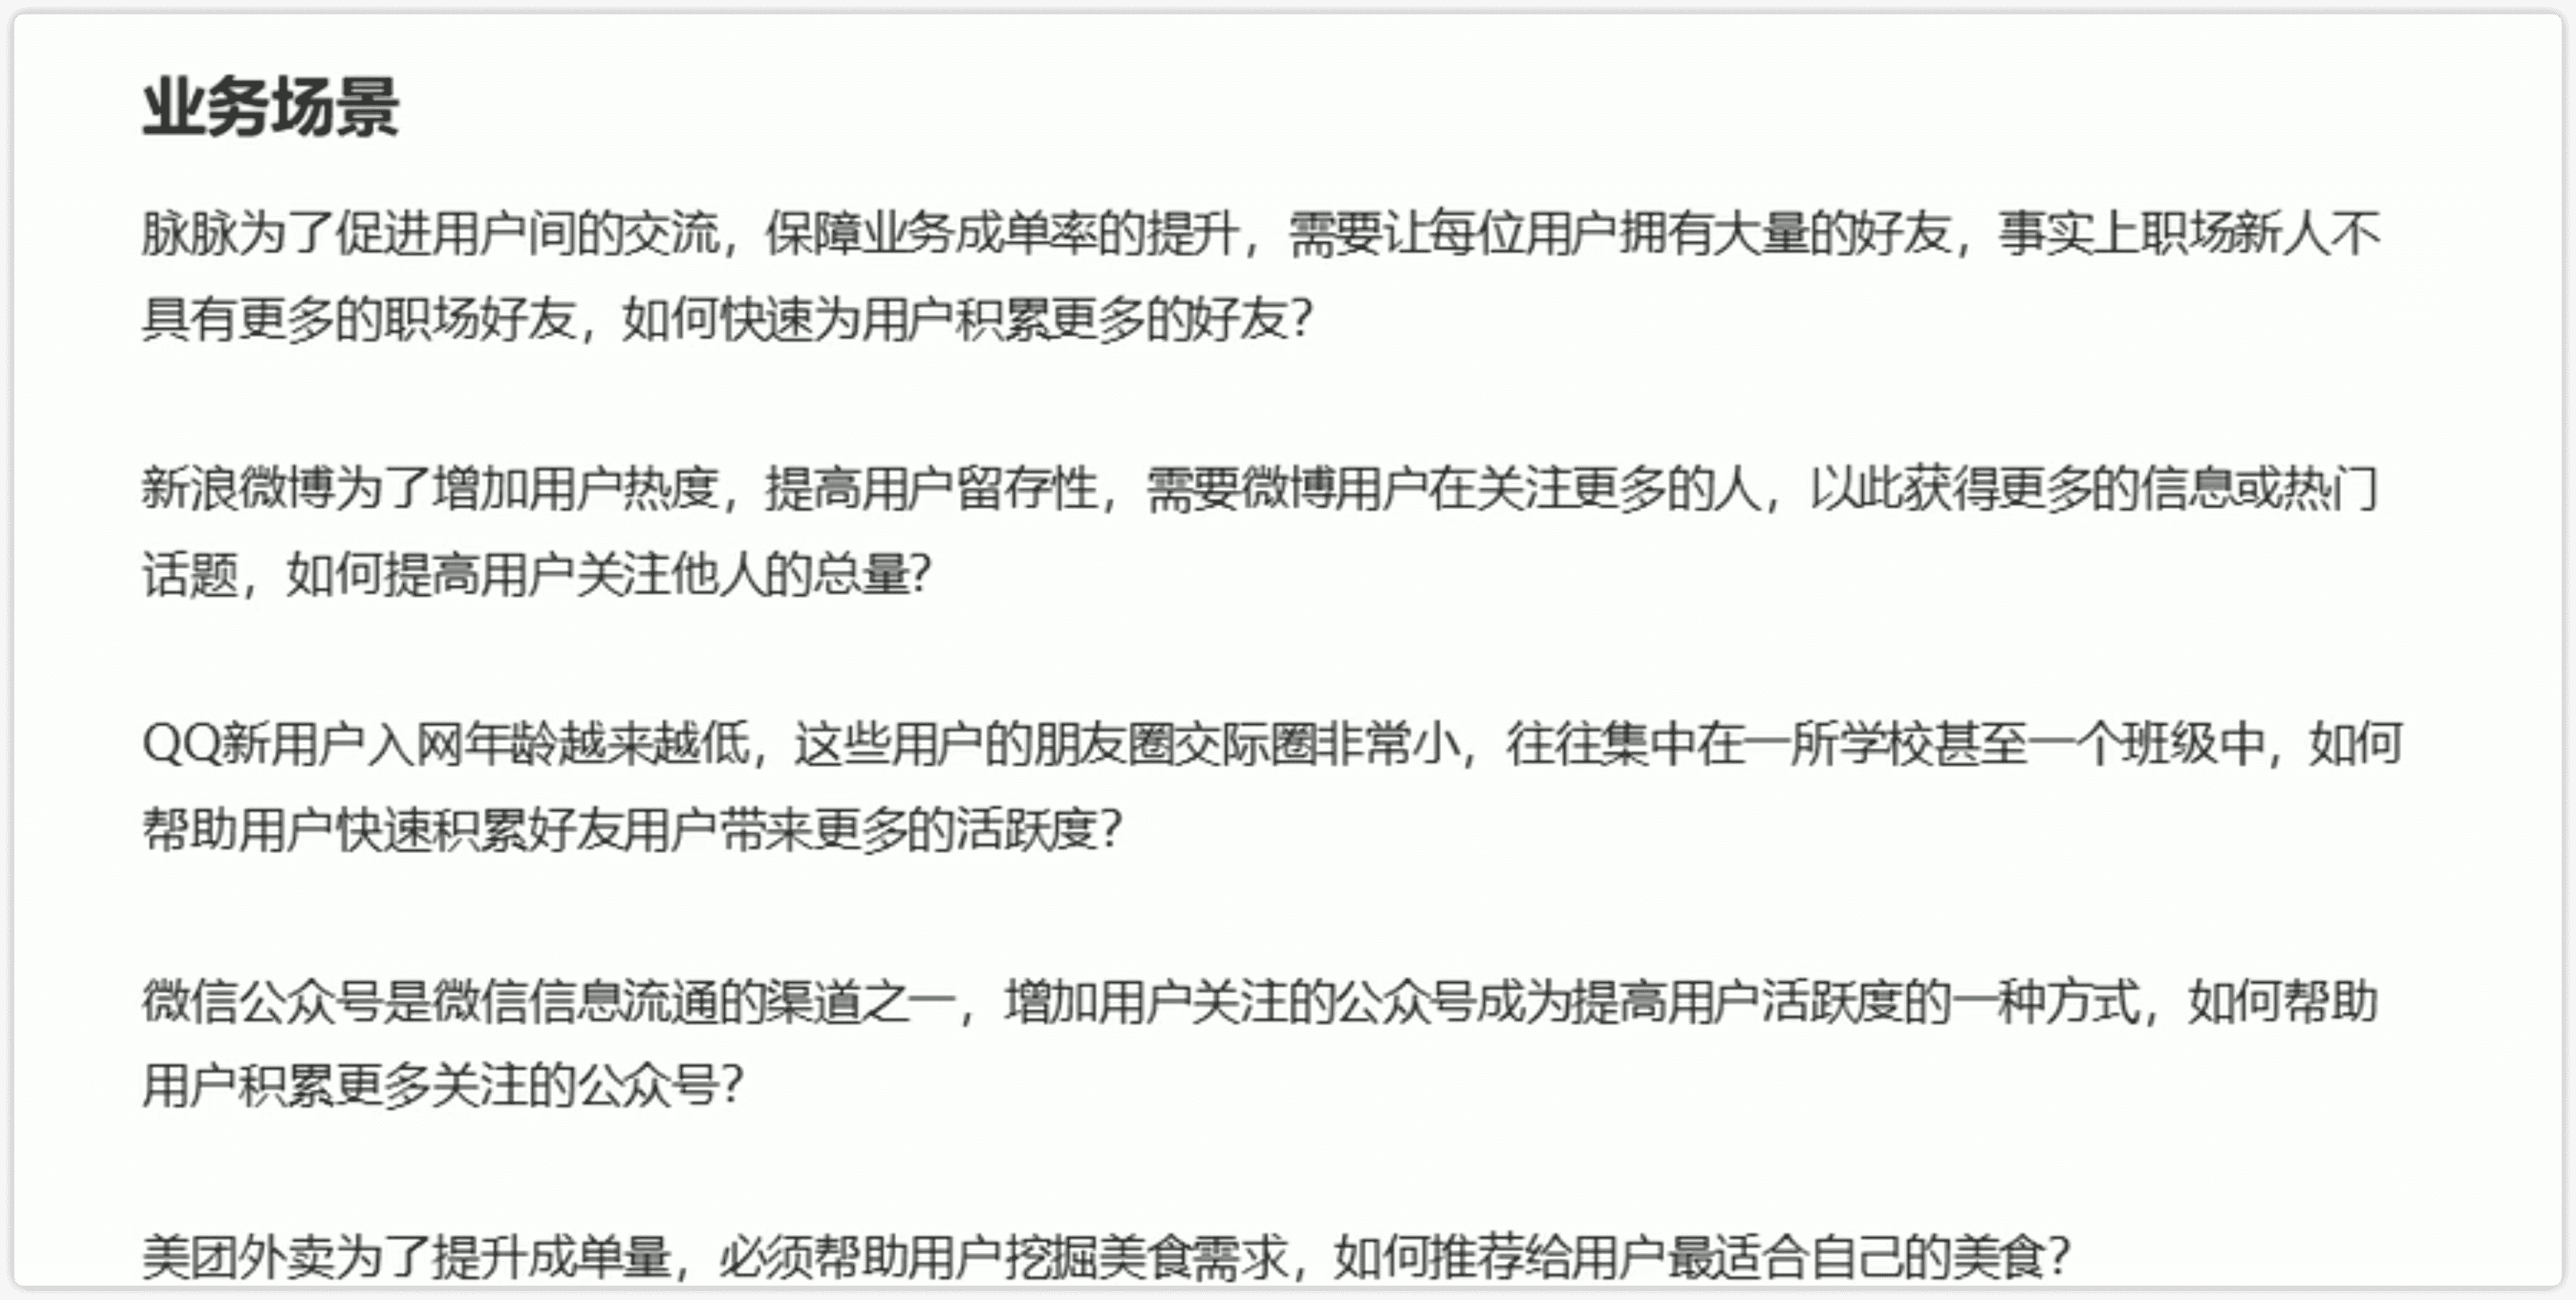 业务场景
脉脉为了促进用户间的交流，保障业务成单率的提升，需要让每位用户拥有大量的好友，事实上职场新人不
具有更多的职场好友，如何快速为用户积累更多的好友？
新浪微博为了增加用户热度，提高用户留存性，需要微博用户在关注更多的人，以此获得更多的信息或热门
话题，如何提高用户关注他人的总量？
QQ新用户入网年龄越来越低，这些用户的朋友圈交际圈非常小，往往集中在一所学校甚至一个班级中，如何
帮助用户快速积累好友用户带来更多的活跃度？
微信公众号是微信信息流通的渠道之一，增加用户关注的公众号成为提高用户活跃度的一种方式，如何帮助
用户积累更多关注的公众号？
美团外卖为了提升成单量，必须帮助用户挖掘美食需求，如何推荐给用户最适合自己的美食？